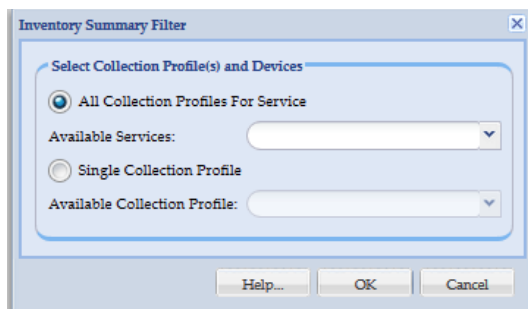 Inventory Summary Filter
Select Collection Profile(s) and Devices
All Collection Profiles For Service
Available Services:
Single Collection Profile
Available Collection Profile:
Help... OK Cancel